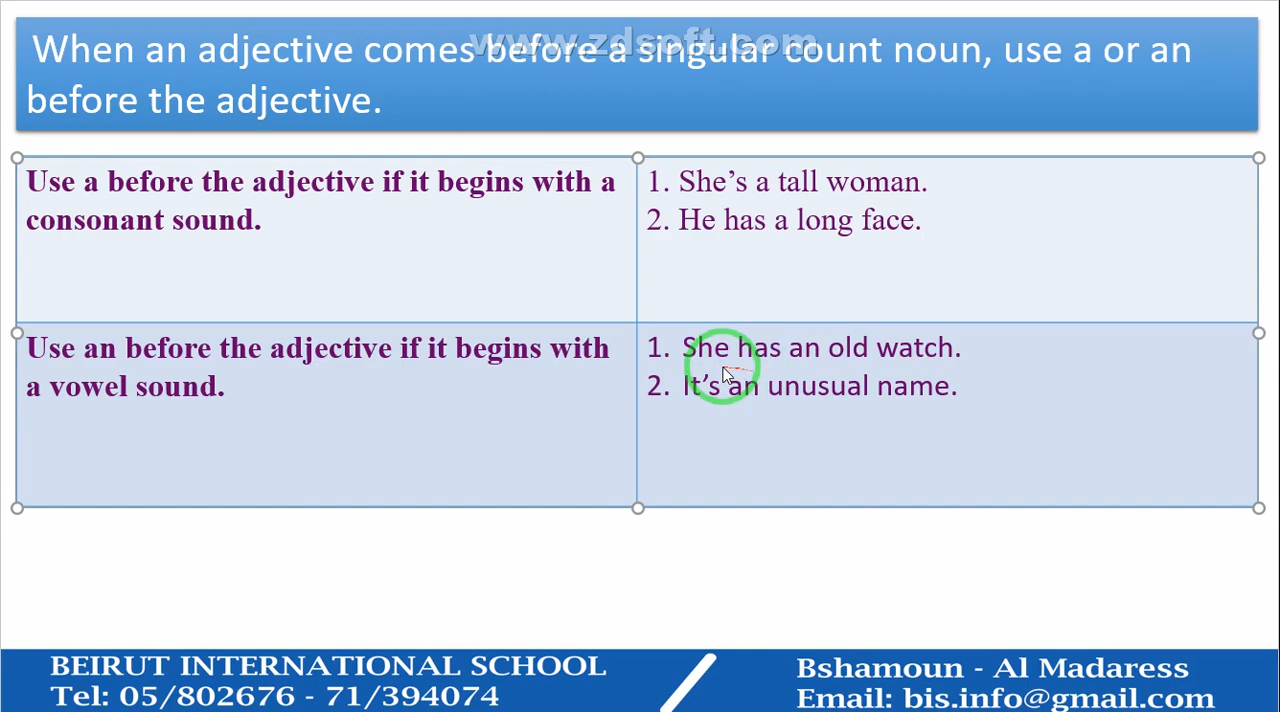 www.zdsoft.com
When an adjective comes before a singular count noun, use a or an
before the adjective.
Use a before the adjective if it begins with a
consonant sound.
1. She’s a tall woman.
2. He has a long face.
Use an before the adjective if it begins with
a vowel sound.
1. She has an old watch.
2. It’s an unusual name.
BEIRUT INTERNATIONAL SCHOOL
Tel: 05/802676 - 71/394074
Bshamoun - Al Madaress
Email: bis.info@gmail.com